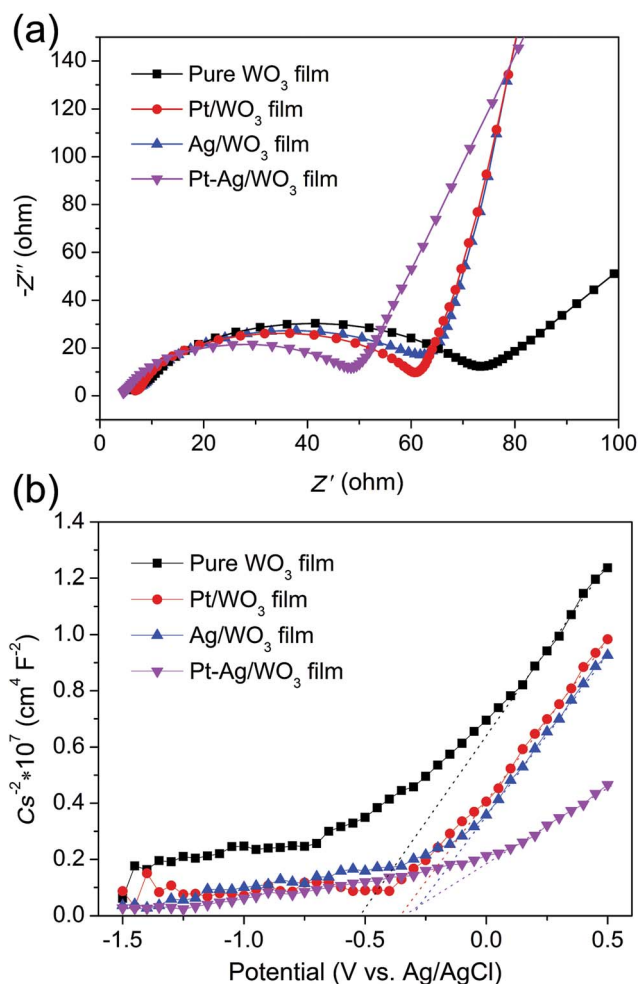 (a)
140
120
100
80
60
40
20
0
-Z″ (ohm)
Pure WO₃ film
Pt/WO₃ film
Ag/WO₃ film
Pt-Ag/WO₃ film
0 20 40 60 80 100
Z′ (ohm)
(b)
1.4
1.2
1.0
0.8
0.6
0.4
0.2
0.0
Cs⁻²*10⁷ (cm⁴ F⁻²)
Pure WO₃ film
Pt/WO₃ film
Ag/WO₃ film
Pt-Ag/WO₃ film
-1.5 -1.0 -0.5 0.0 0.5
Potential (V vs. Ag/AgCl)